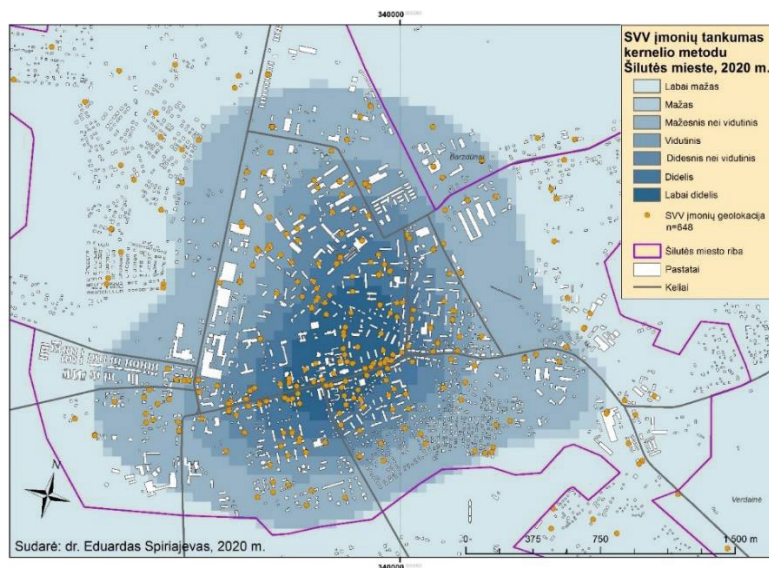 340000
SVV įmonių tankumas
kernelio metodu
Šilutės mieste, 2020 m.
Labai mažas
Mažas
Mažesnis nei vidutinis
Vidutinis
Didesnis nei vidutinis
Didelis
Labai didelis
SVV įmonių geolokacija
n=648
Šilutės miesto riba
Pastatai
Keliai
Barzdūnai
Verdainė
N
Sudarė: dr. Eduardas Spiriajevas, 2020 m.
0 375 750 1 500 m
340000